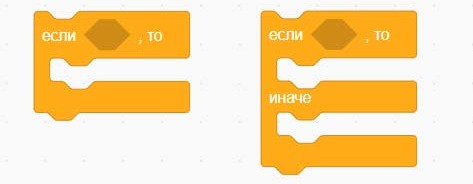 если , то
если , то
иначе